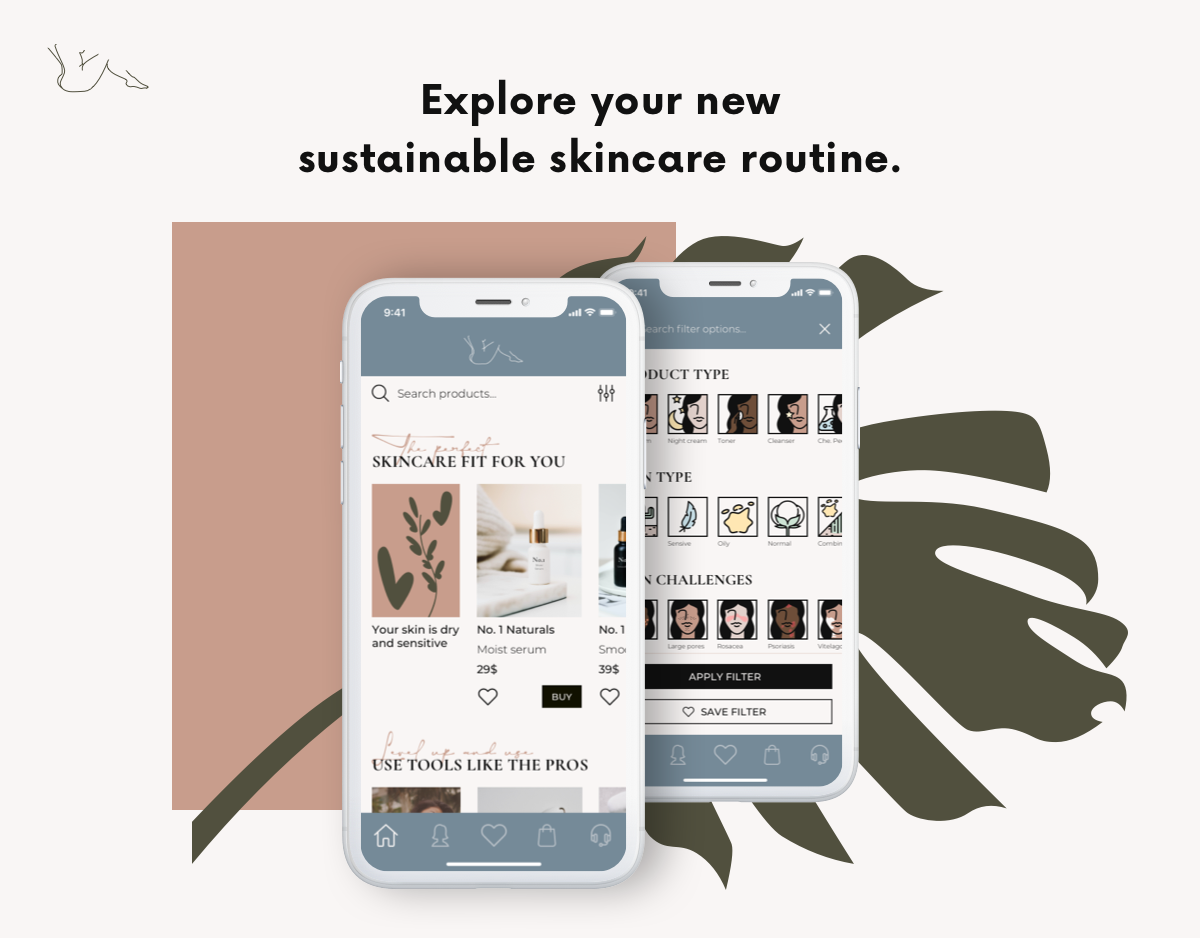 Explore your new
sustainable skincare routine.
9:41
Search products...
The perfect
SKINCARE FIT FOR YOU
Your skin is dry
and sensitive
No. 1 Naturals
Moist serum
29$
BUY
No. 1
Smoo
39$
Level up and use
USE TOOLS LIKE THE PROS
:41
Search filter options...
ODUCT TYPE
Night cream
Toner
Cleanser
Che. Pe
N TYPE
Sensive
Oily
Normal
Combin
N CHALLENGES
Large pores
Rosacea
Psoriasis
Vitelago
APPLY FILTER
SAVE FILTER